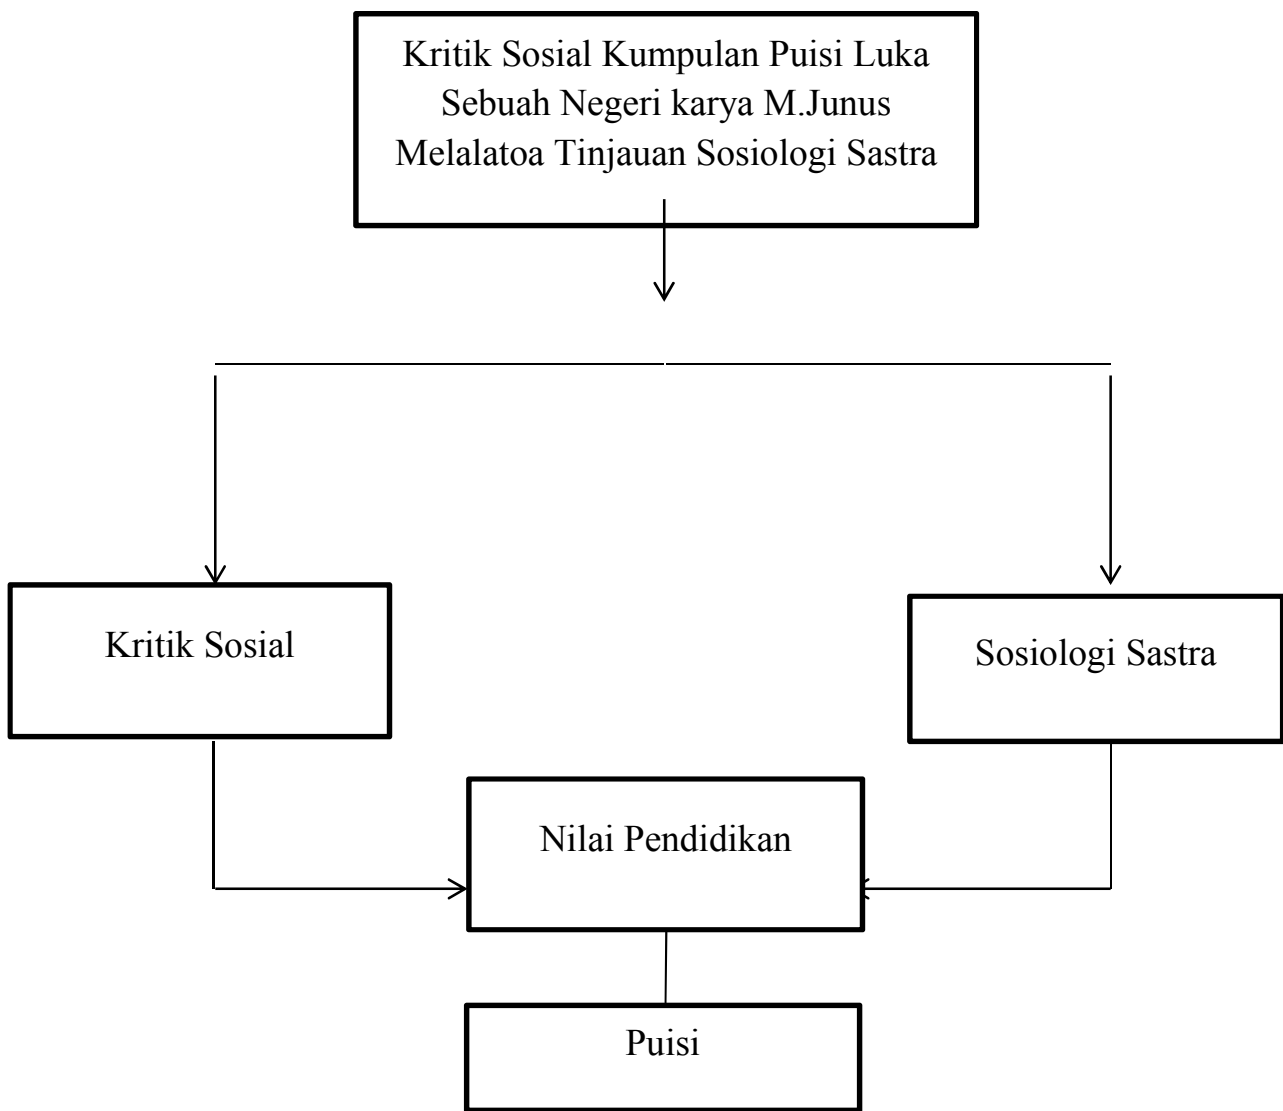 Kritik Sosial Kumpulan Puisi Luka
Sebuah Negeri karya M.Junus
Melalatoa Tinjauan Sosiologi Sastra
Kritik Sosial
Sosiologi Sastra
Nilai Pendidikan
Puisi